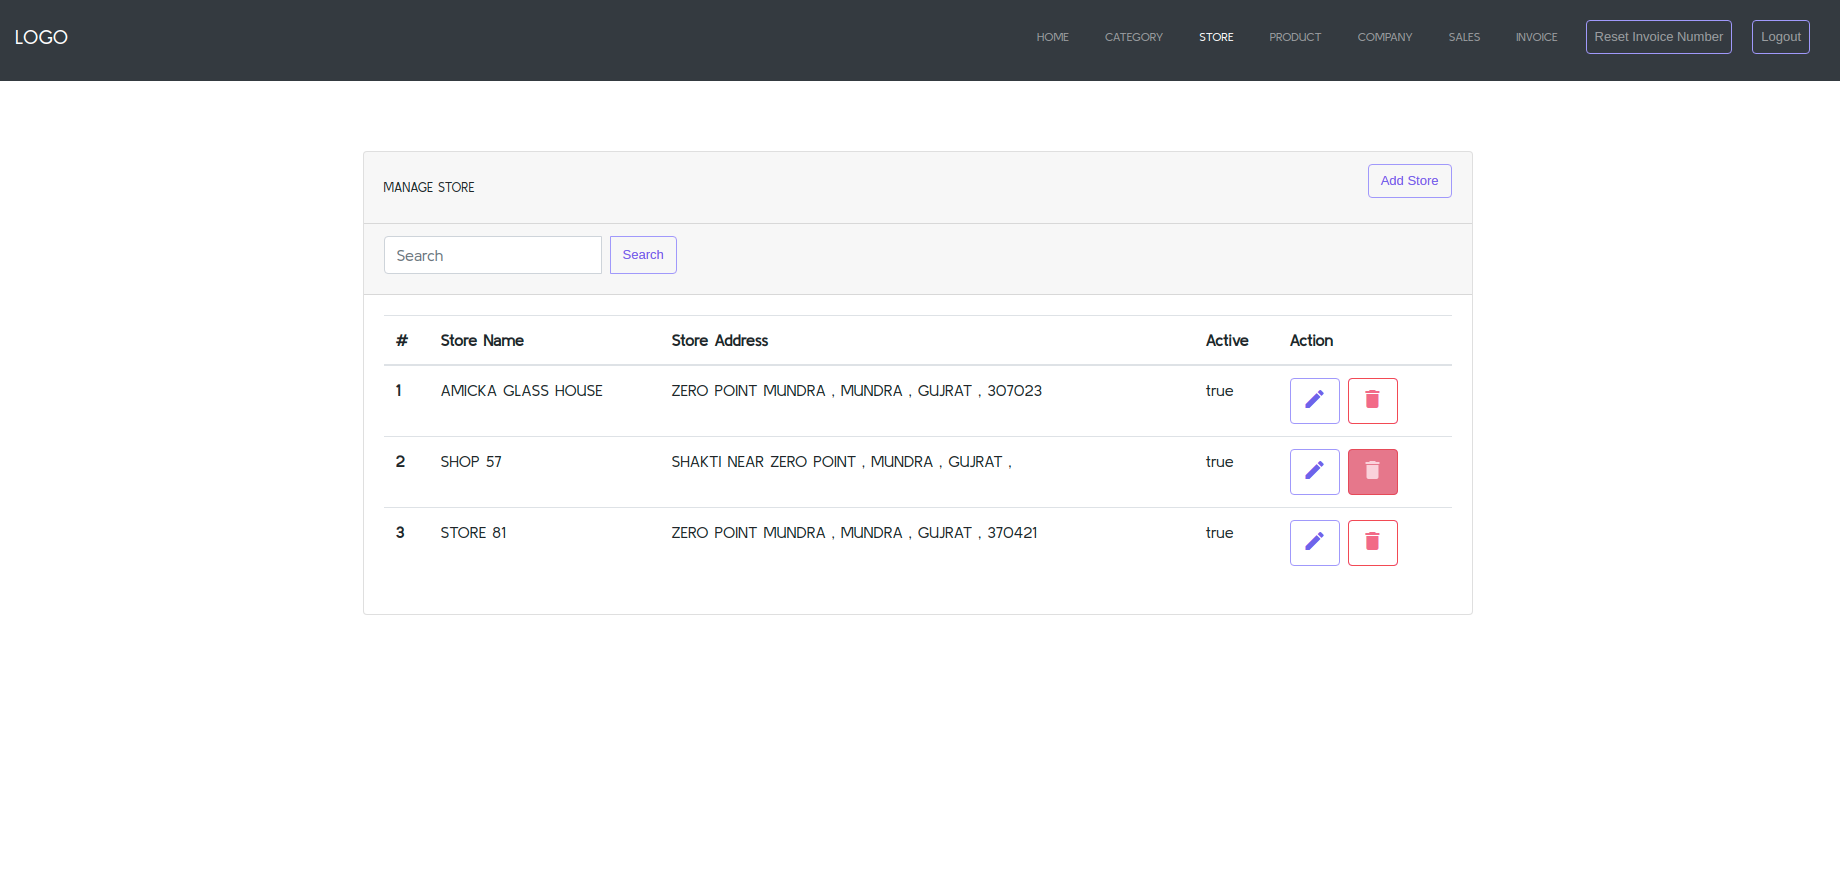 LOGO HOME CATEGORY STORE PRODUCT COMPANY SALES INVOICE Reset Invoice Number Logout
MANAGE STORE Add Store
Search Search
# Store Name Store Address Active Action
1 AMICKA GLASS HOUSE ZERO POINT MUNDRA , MUNDRA , GUJRAT , 307023 true
2 SHOP 57 SHAKTI NEAR ZERO POINT , MUNDRA , GUJRAT , true
3 STORE 81 ZERO POINT MUNDRA , MUNDRA , GUJRAT , 370421 true